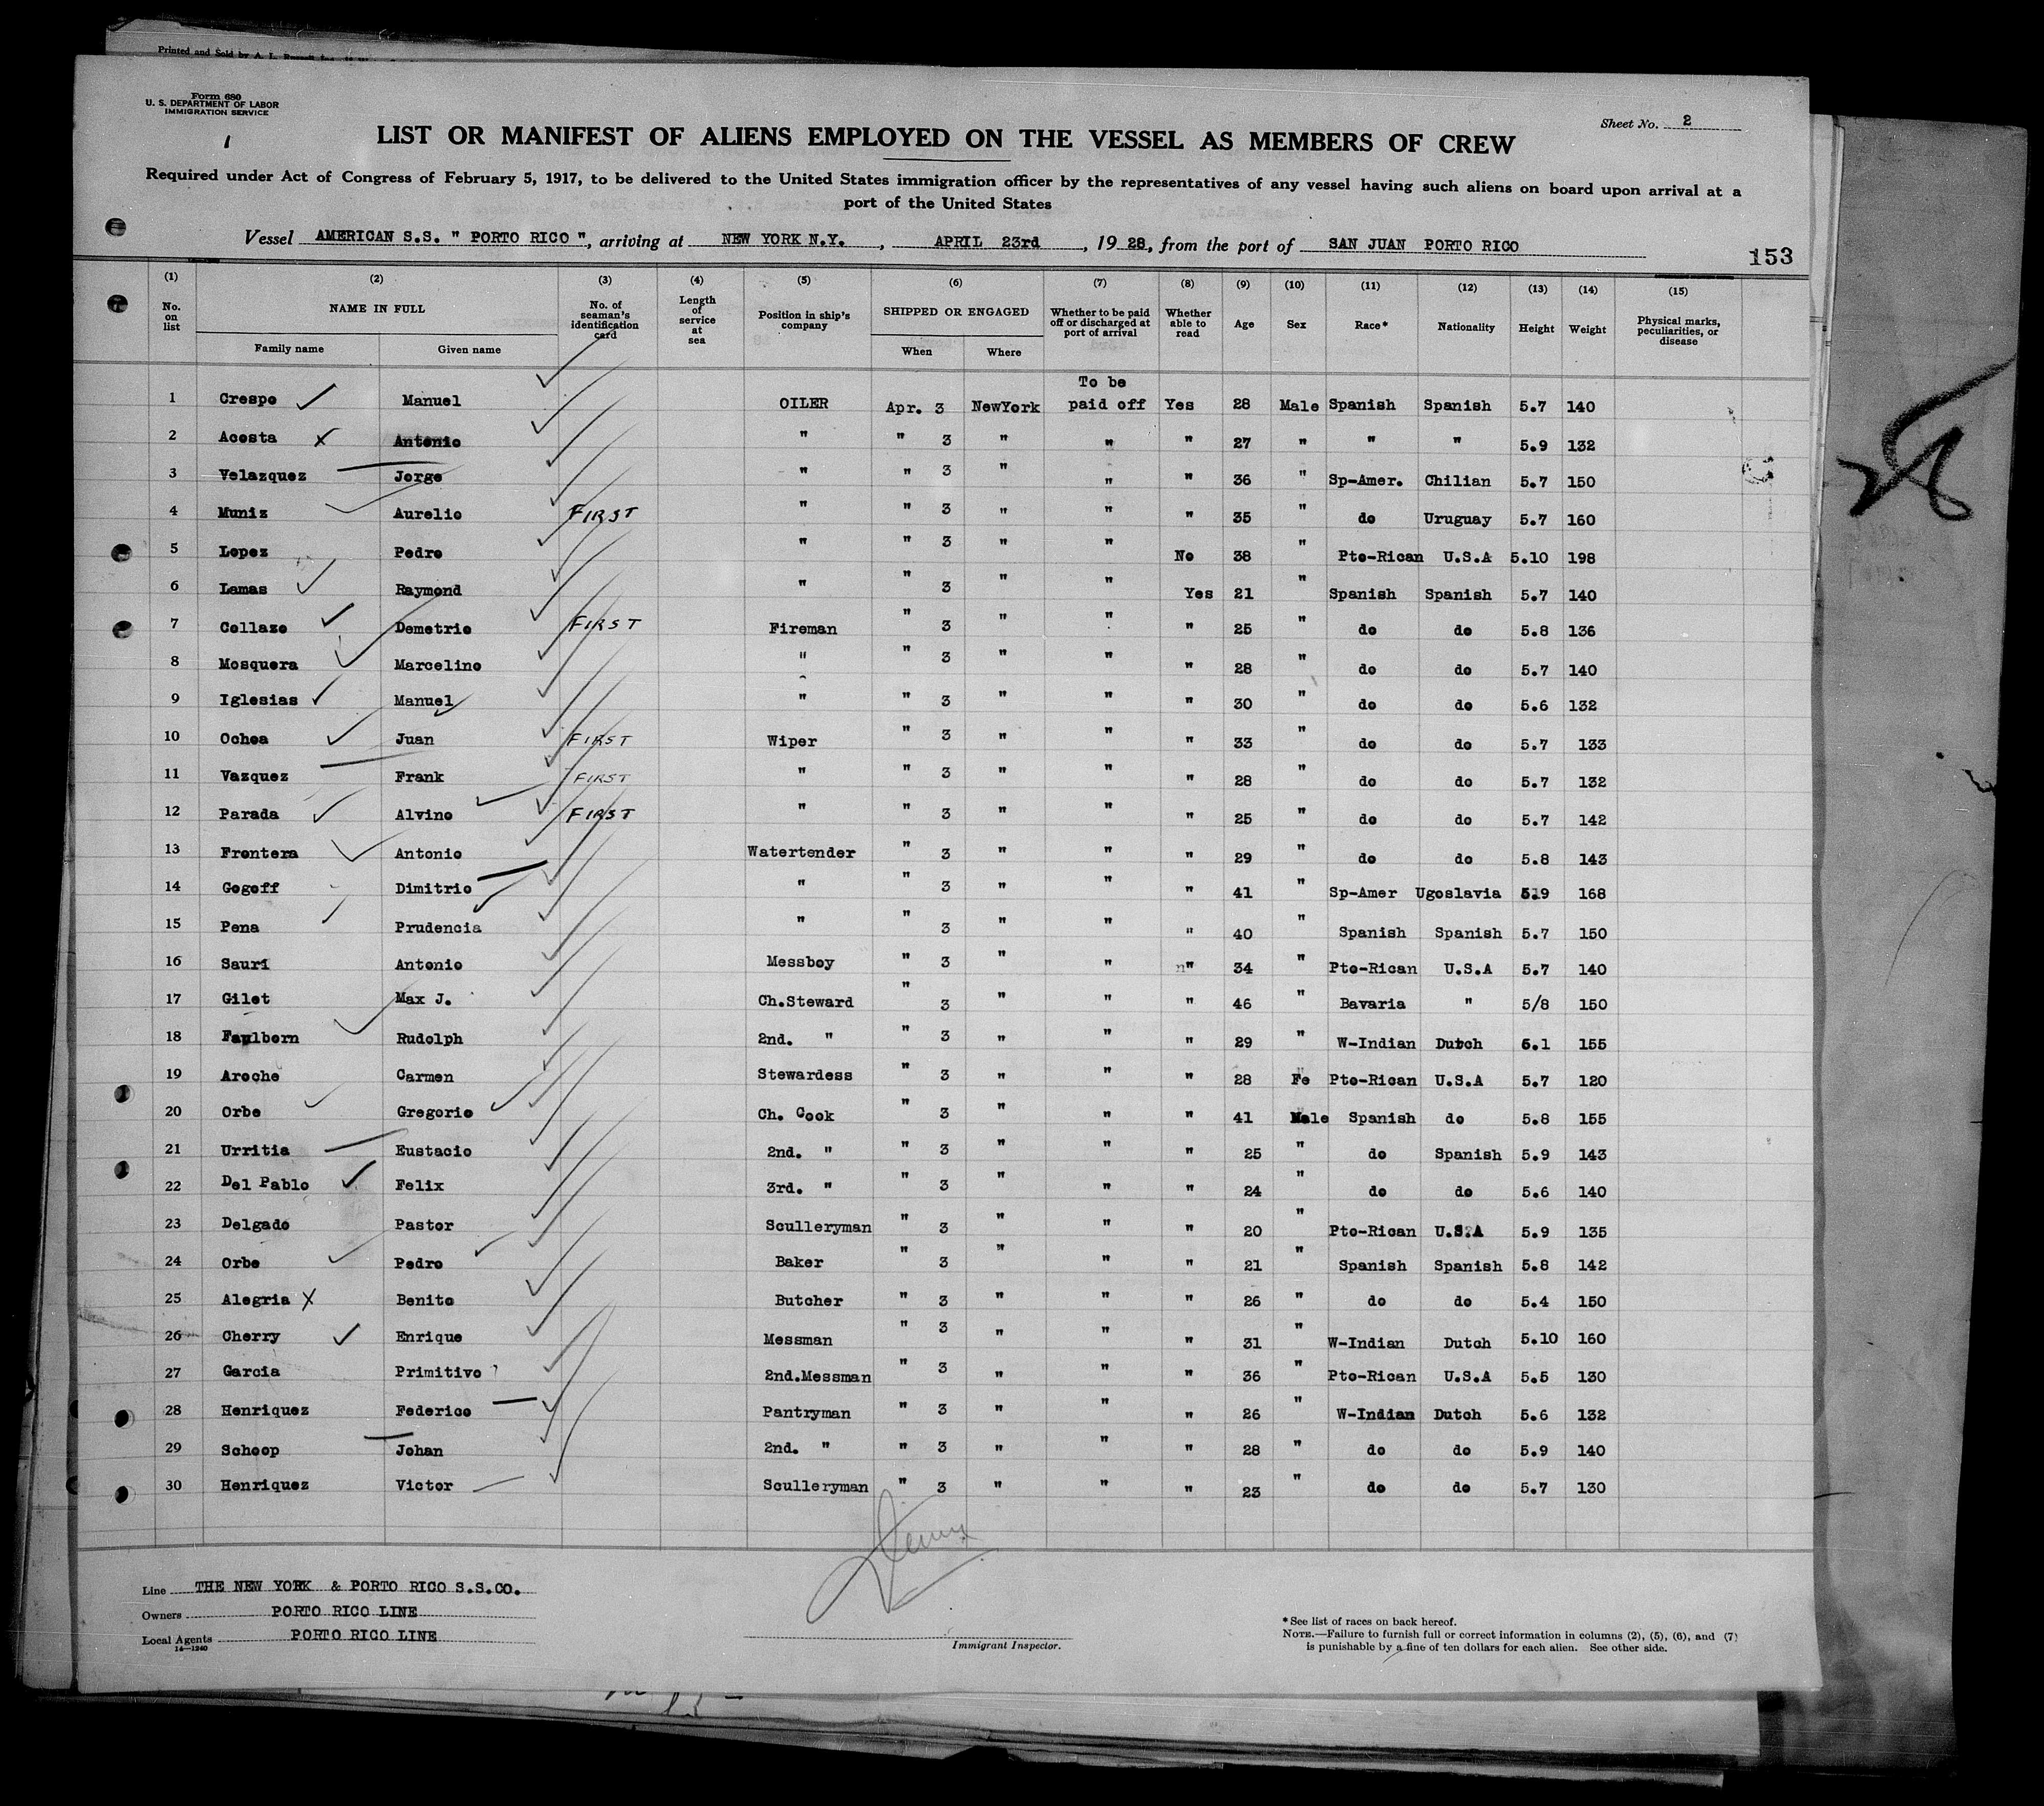 Printed and Sold by A. L.
Form 680
U. S. DEPARTMENT OF LABOR
IMMIGRATION SERVICE
1
Sheet No. 2
LIST OR MANIFEST OF ALIENS EMPLOYED ON THE VESSEL AS MEMBERS OF CREW
Required under Act of Congress of February 5, 1917, to be delivered to the United States immigration officer by the representatives of any vessel having such aliens on board upon arrival at a
port of the United States
Vessel AMERICAN S.S. " PORTO RICO ", arriving at NEW YORK N.Y. , APRIL 23rd , 19 28, from the port of SAN JUAN PORTO RICO
153
(1) (2) (3) (4) (5) (6) (7) (8) (9) (10) (11) (12) (13) (14) (15)
No. on list NAME IN FULL Family name Given name No. of seaman's identification card Length of service at sea Position in ship's company SHIPPED OR ENGAGED When Where Whether to be paid off or discharged at port of arrival Whether able to read Age Sex Race* Nationality Height Weight Physical marks, peculiarities, or disease
To be
1 Crespo Manuel OILER Apr. 3 NewYork paid off Yes 28 Male Spanish Spanish 5.7 140
2 Acosta X Antonio " " 3 " " " 27 " " " 5.9 132
3 Velazquez Jorge " " 3 " " " 36 " Sp-Amer. Chilian 5.7 150
4 Muniz Aurelio FIRST " " 3 " " " 35 " do Uruguay 5.7 160
5 Lopez Pedro " " 3 " " No 38 " Pto-Rican U.S.A 5.10 198
6 Lamas Raymond " " 3 " " Yes 21 " Spanish Spanish 5.7 140
7 Collazo Demetrio FIRST Fireman " 3 " " " 25 " do do 5.8 136
8 Mosquera Marcelino " " 3 " " " 28 " do do 5.7 140
9 Iglesias Manuel " " 3 " " " 30 " do do 5.6 132
10 Ochoa Juan FIRST Wiper " 3 " " " 33 " do do 5.7 133
11 Vazquez Frank FIRST " " 3 " " " 28 " do do 5.7 132
12 Parada Alvino FIRST " " 3 " " " 25 " do do 5.7 142
13 Frontera Antonio Watertender " 3 " " " 29 " do do 5.8 143
14 Gogoff Dimitrio " " 3 " " " 41 " Sp-Amer Ugoslavia 5.9 168
15 Pena Prudencia " " 3 " " " 40 " Spanish Spanish 5.7 150
16 Sauri Antonio Messboy " 3 " " " 34 " Pto-Rican U.S.A 5.7 140
17 Gilet Max J. Ch.Steward " 3 " " " 46 " Bavaria " 5/8 150
18 Faulborn Rudolph 2nd. " " 3 " " " 29 " W-Indian Dutch 6.1 155
19 Aroche Carmen Stewardess " 3 " " " 28 Fe Pto-Rican U.S.A 5.7 120
20 Orbe Gregorio Ch. Cook " 3 " " " 41 Male Spanish do 5.8 155
21 Urritia Eustacio 2nd. " " 3 " " " 25 " do Spanish 5.9 143
22 Del Pablo Felix 3rd. " " 3 " " " 24 " do do 5.6 140
23 Delgado Pastor Sculleryman " 3 " " " 20 " Pto-Rican U.S.A 5.9 135
24 Orbe Pedro Baker " 3 " " " 21 " Spanish Spanish 5.8 142
25 Alegria X Benito Butcher " 3 " " " 26 " do do 5.4 150
26 Cherry Enrique Messman " 3 " " " 31 " W-Indian Dutch 5.10 160
27 Garcia Primitivo 2nd.Messman " 3 " " " 36 " Pto-Rican U.S.A 5.5 130
28 Henriquez Federico Pantryman " 3 " " " 26 " W-Indian Dutch 5.6 132
29 Schoop Johan 2nd. " " 3 " " " 28 " do do 5.9 140
30 Henriquez Victor Sculleryman " 3 " " " 23 " do do 5.7 130
Line THE NEW YORK & PORTO RICO S.S.CO.
Owners PORTO RICO LINE
Local Agents PORTO RICO LINE
14—1240
Immigrant Inspector.
*See list of races on back hereof.
NOTE.—Failure to furnish full or correct information in columns (2), (5), (6), and (7)
is punishable by a fine of ten dollars for each alien. See other side.